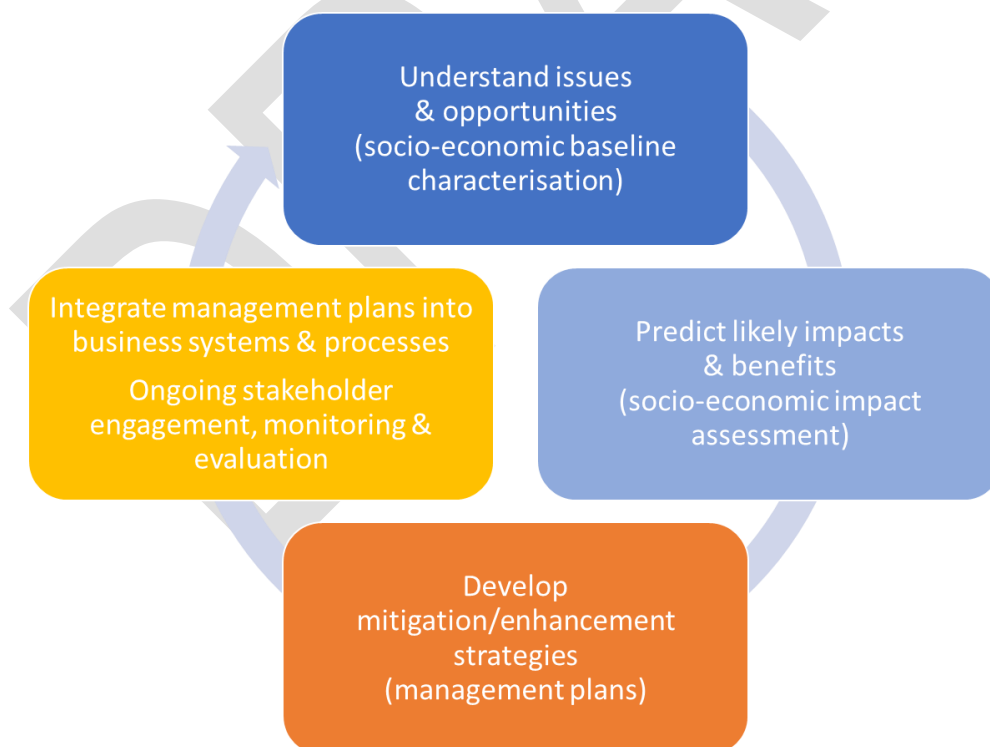 Understand issues
& opportunities
(socio-economic baseline
characterisation)
Predict likely impacts
& benefits
(socio-economic impact
assessment)
Develop
mitigation/enhancement
strategies
(management plans)
Integrate management plans into
business systems & processes
Ongoing stakeholder
engagement, monitoring &
evaluation